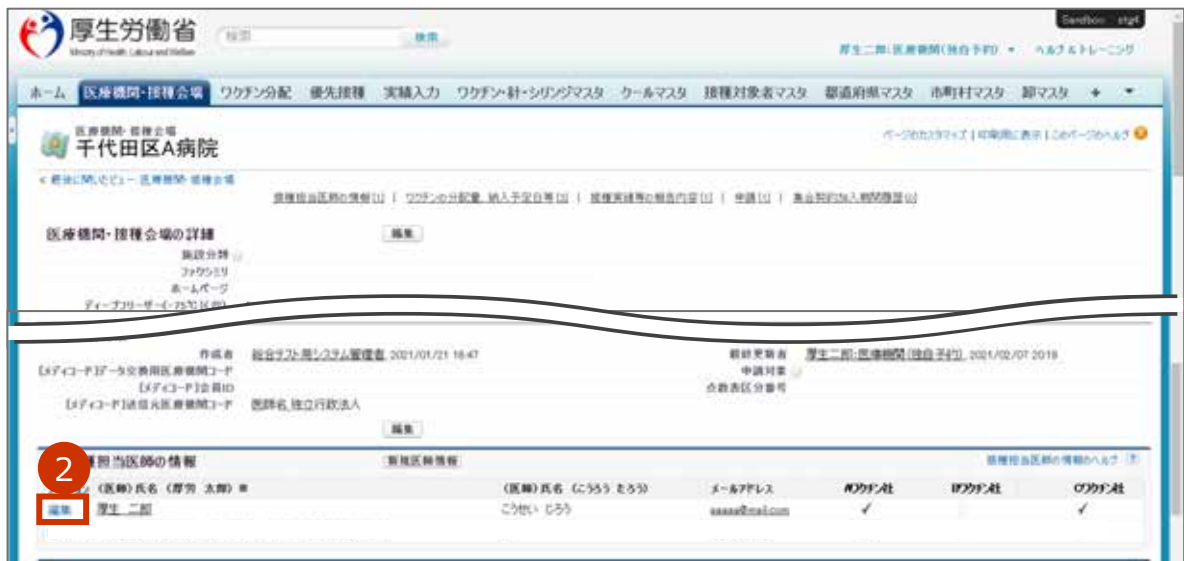 Sandbox stg4
厚生労働省
Ministry of Health, Labour and Welfare
検索
検索
厚生二郎:医療機関(独自予約)
ヘルプ＆トレーニング
ホーム 医療機関・接種会場 ワクチン分配 優先接種 実績入力 ワクチン・針・シリンジマスタ クールマスタ 接種対象者マスタ 都道府県マスタ 市町村マスタ 卸マスタ +
医療機関・接種会場
千代田区A病院
ページのカスタマイズ | 印刷用に表示 | このページのヘルプ
« 最後に開いたビュー: 医療機関・接種会場
接種担当医師の情報[1] | ワクチンの分配量、納入予定日等[1] | 接種実績等の報告内容[1] | 申請[1] | 集合契約加入機関履歴[0]
医療機関・接種会場の詳細
編集
施設分類
ファクシミリ
ホームページ
ディープフリーザー(-75℃)
作成者 総合テスト用システム管理者, 2021/01/21 16:47
最終更新者 厚生二郎:医療機関(独自予約), 2021/02/07 20:19
[メディコード]データ交換用医療機関コード
申請対象
[メディコード]会員ID
点数表区分番号
[メディコード]送信元医療機関コード 医師名_独立行政法人
編集
2
種担当医師の情報
新規医師情報
接種担当医師の情報のヘルプ
(医師)氏名 (厚労 太郎) (医師)氏名 (こうろう たろう) メールアドレス Aワクチン社 Bワクチン社 Cワクチン社
編集 厚生 二郎 こうせい じろう aaaaa@mail.com ✓ ✓